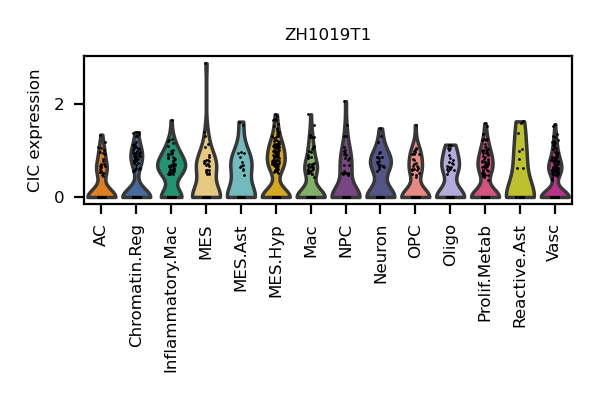 ZH1019T1
CIC expression
2
0
AC
Chromatin.Reg
Inflammatory.Mac
MES
MES.Ast
MES.Hyp
Mac
NPC
Neuron
OPC
Oligo
Prolif.Metab
Reactive.Ast
Vasc